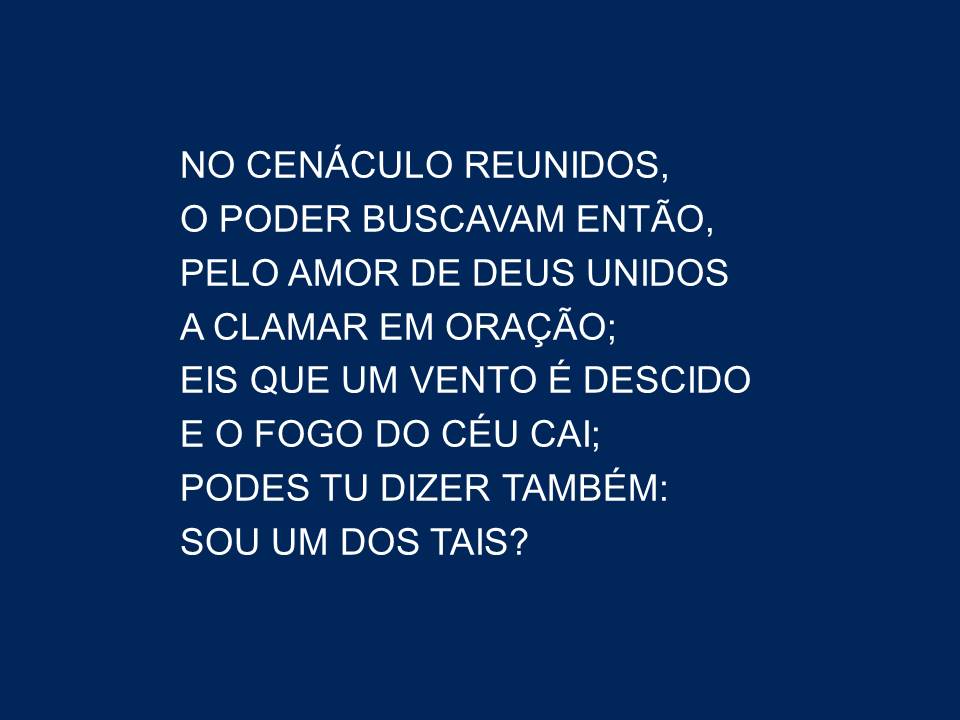 NO CENÁCULO REUNIDOS,
O PODER BUSCAVAM ENTÃO,
PELO AMOR DE DEUS UNIDOS
A CLAMAR EM ORAÇÃO;
EIS QUE UM VENTO É DESCIDO
E O FOGO DO CÉU CAI;
PODES TU DIZER TAMBÉM:
SOU UM DOS TAIS?